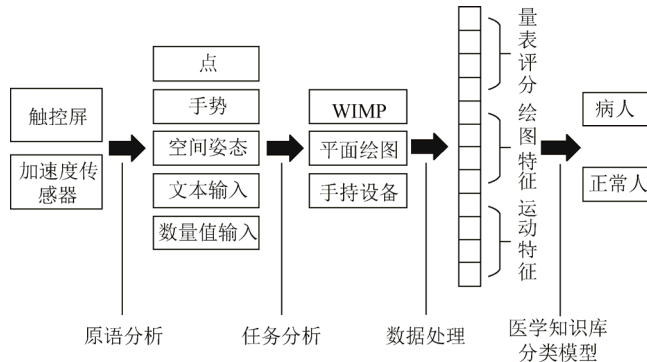 触控屏
加速度传
感器
点
手势
空间姿态
文本输入
数量值输入
WIMP
平面绘图
手持设备
量表评分
绘图特征
运动特征
病人
正常人
原语分析
任务分析
数据处理
医学知识库
分类模型